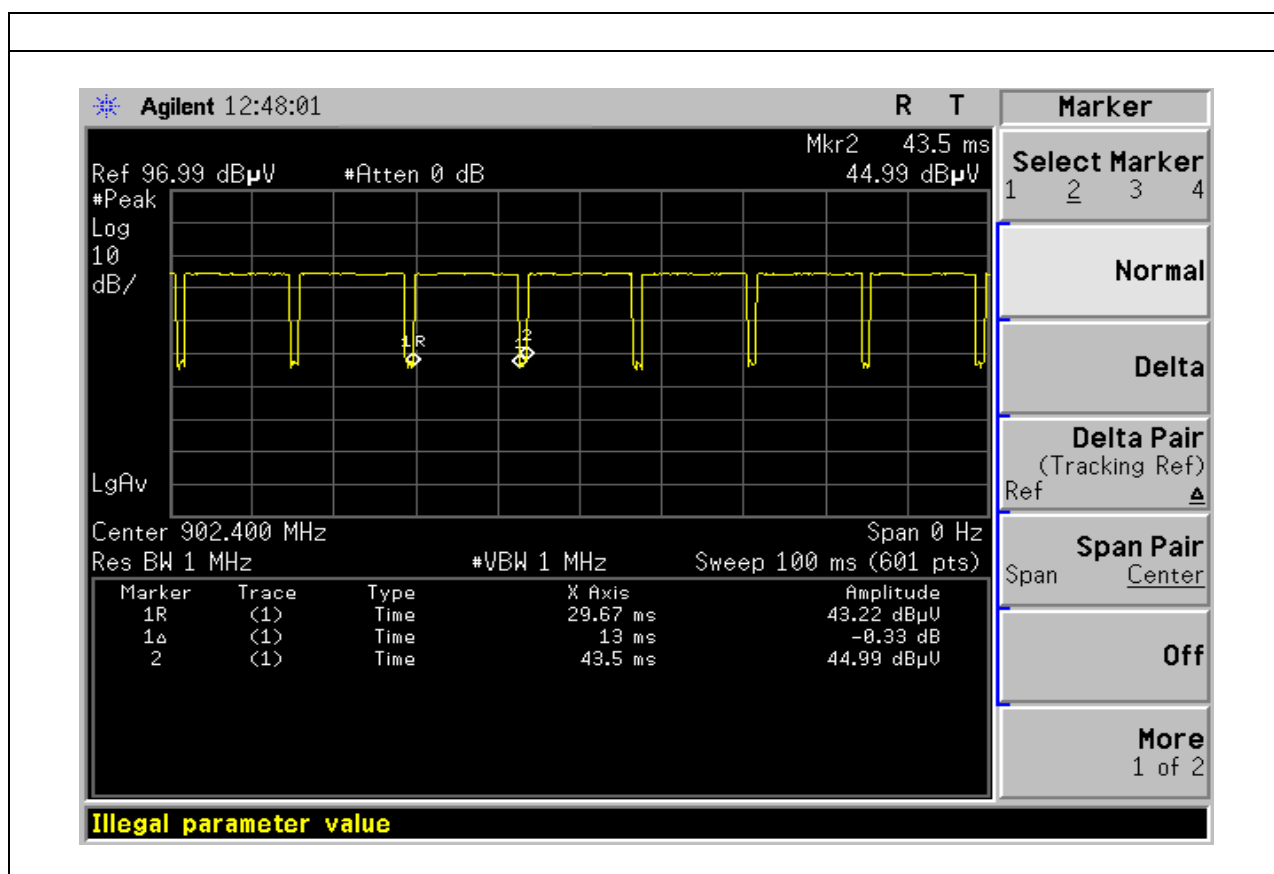 Agilent 12:48:01 R T
Mkr2 43.5 ms
Ref 96.99 dBµV #Atten 0 dB 44.99 dBµV
#Peak
Log
10
dB/
1R
2
LgAv
Center 902.400 MHz Span 0 Hz
Res BW 1 MHz #VBW 1 MHz Sweep 100 ms (601 pts)
Marker Trace Type X Axis Amplitude
1R (1) Time 29.67 ms 43.22 dBµV
1Δ (1) Time 13 ms -0.33 dB
2 (1) Time 43.5 ms 44.99 dBµV
Illegal parameter value
Marker
Select Marker
1 2 3 4
Normal
Delta
Delta Pair
(Tracking Ref)
Ref Δ
Span Pair
Span Center
Off
More
1 of 2